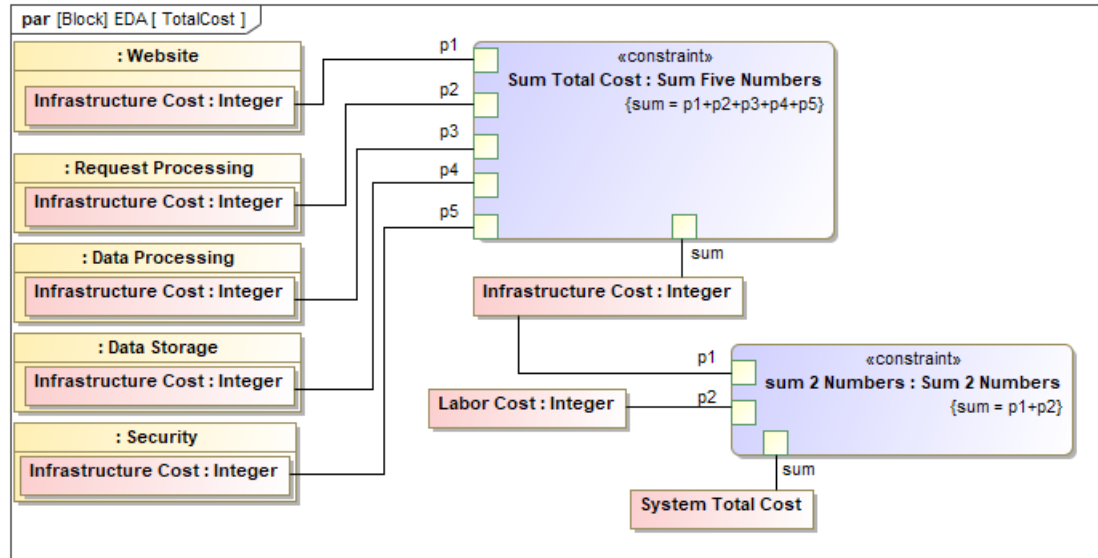 par [Block] EDA [ TotalCost ]
: Website
Infrastructure Cost : Integer
: Request Processing
Infrastructure Cost : Integer
: Data Processing
Infrastructure Cost : Integer
: Data Storage
Infrastructure Cost : Integer
: Security
Infrastructure Cost : Integer
p1
p2
p3
p4
p5
«constraint»
Sum Total Cost : Sum Five Numbers
{sum = p1+p2+p3+p4+p5}
sum
Infrastructure Cost : Integer
Labor Cost : Integer
p1
p2
«constraint»
sum 2 Numbers : Sum 2 Numbers
{sum = p1+p2}
sum
System Total Cost